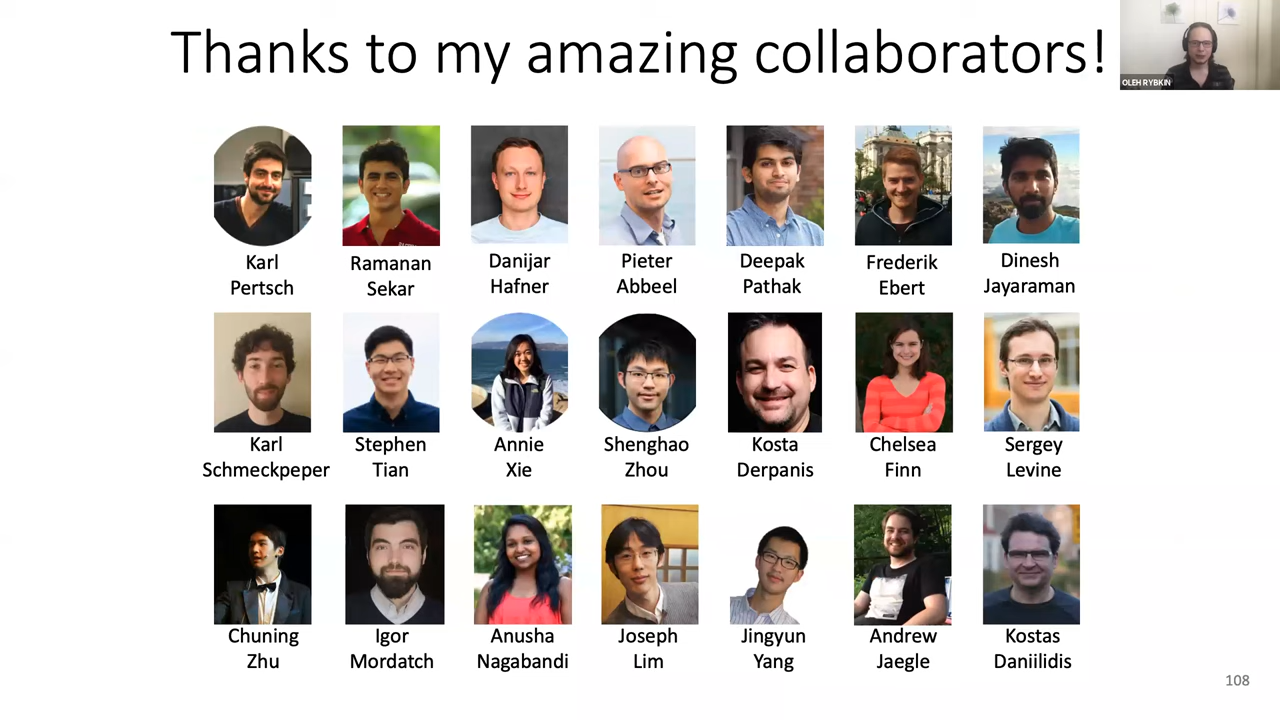 Thanks to my amazing collaborators!
OLEH RYBKIN
Karl
Pertsch
Ramanan
Sekar
Danijar
Hafner
Pieter
Abbeel
Deepak
Pathak
Frederik
Ebert
Dinesh
Jayaraman
Karl
Schmeckpeper
Stephen
Tian
Annie
Xie
Shenghao
Zhou
Kosta
Derpanis
Chelsea
Finn
Sergey
Levine
Chuning
Zhu
Igor
Mordatch
Anusha
Nagabandi
Joseph
Lim
Jingyun
Yang
Andrew
Jaegle
Kostas
Daniilidis
108